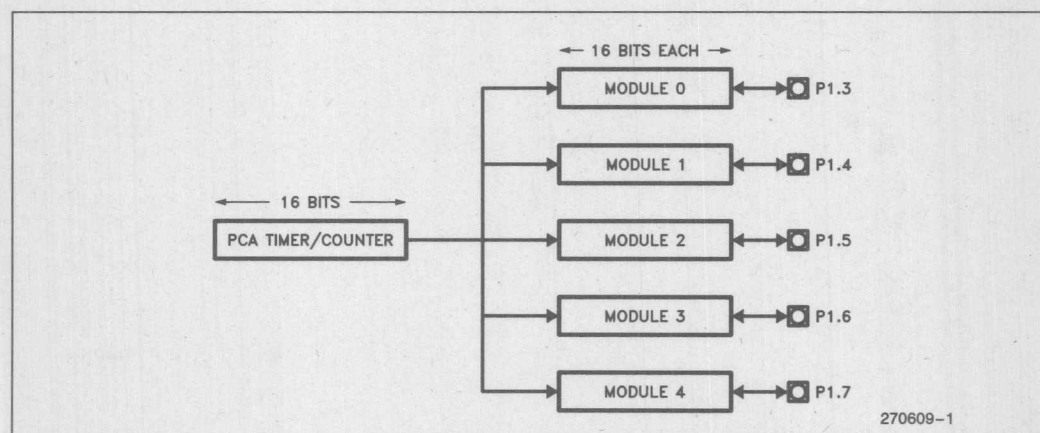 16 BITS EACH
MODULE 0
P1.3
MODULE 1
P1.4
16 BITS
PCA TIMER/COUNTER
MODULE 2
P1.5
MODULE 3
P1.6
MODULE 4
P1.7
270609-1